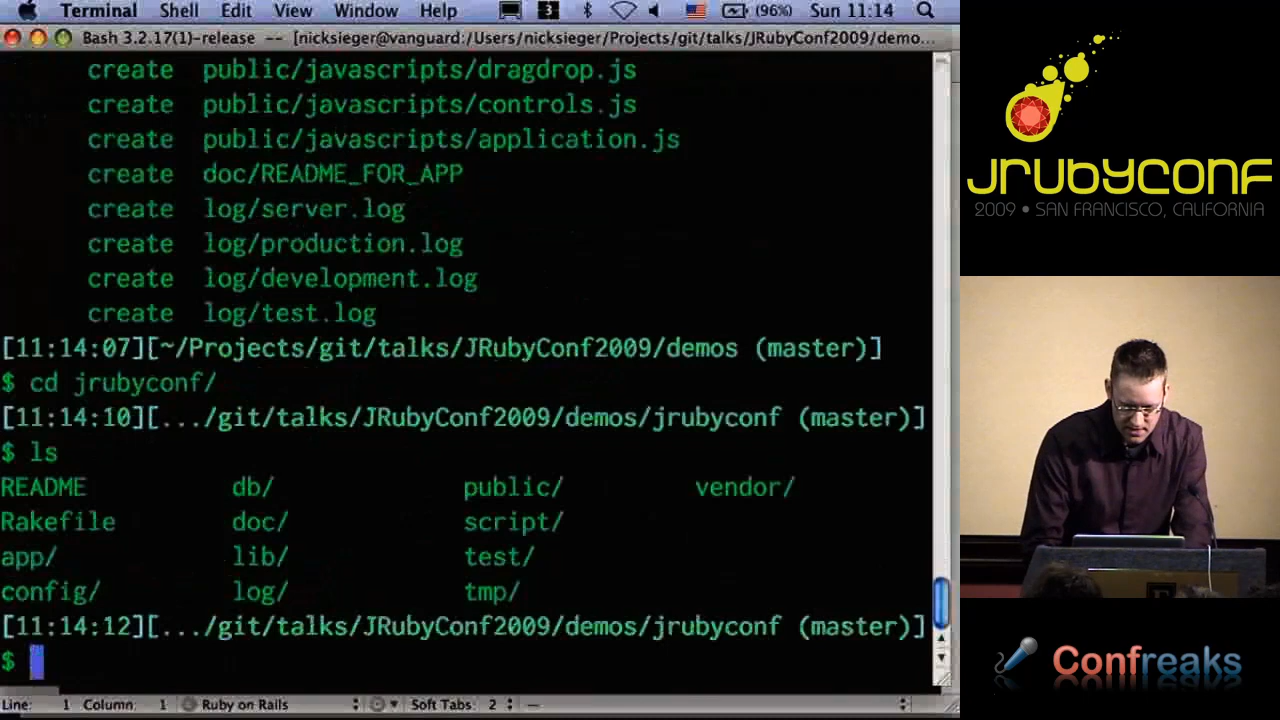 Terminal Shell Edit View Window Help 3 (96%) Sun 11:14
Bash 3.2.17(1)-release -- [nicksieger@vanguard:/Users/nicksieger/Projects/git/talks/JRubyConf2009/demo...
create public/javascripts/dragdrop.js
create public/javascripts/controls.js
create public/javascripts/application.js
create doc/README_FOR_APP
create log/server.log
create log/production.log
create log/development.log
create log/test.log
[11:14:07][~/Projects/git/talks/JRubyConf2009/demos (master)]
$ cd jrubyconf/
[11:14:10][.../git/talks/JRubyConf2009/demos/jrubyconf (master)]
$ ls
README db/ public/ vendor/
Rakefile doc/ script/
app/ lib/ test/
config/ log/ tmp/
[11:14:12][.../git/talks/JRubyConf2009/demos/jrubyconf (master)]
$
Line: 1 Column: 1 Ruby on Rails Soft Tabs: 2 —
JRUBYCONF
2009 • SAN FRANCISCO, CALIFORNIA
Confreaks